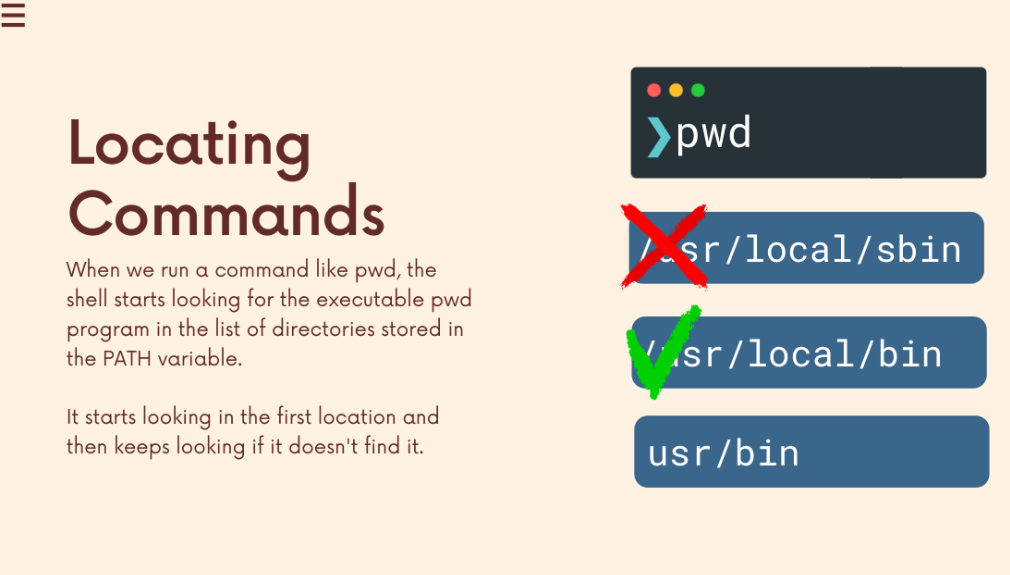 Locating
Commands
When we run a command like pwd, the
shell starts looking for the executable pwd
program in the list of directories stored in
the PATH variable.
It starts looking in the first location and
then keeps looking if it doesn't find it.
❯pwd
/usr/local/sbin
/usr/local/bin
usr/bin